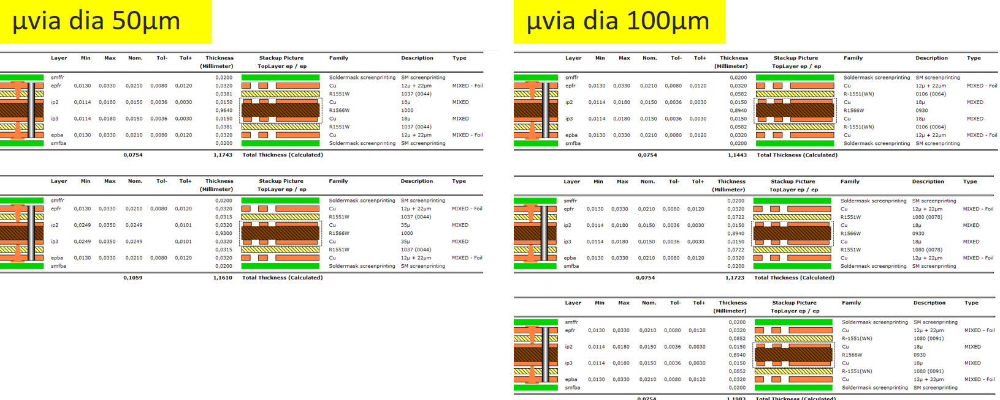 µvia dia 50µm
Layer Min Max Nom. Tol- Tol+ Thickness Stackup Picture Family Description Type
(Millimeter) TopLayer ep / ep
smffr 0,0200 Soldermask screenprinting SM screenprinting
epfr 0,0130 0,0330 0,0210 0,0080 0,0120 0,0320 Cu 12µ + 22µm MIXED - Foil
0,0381 R1551W 1037 (0044)
ip2 0,0114 0,0180 0,0150 0,0036 0,0030 0,0150 Cu 18µ MIXED
0,9640 R1566W 1000
ip3 0,0114 0,0180 0,0150 0,0036 0,0030 0,0150 Cu 18µ MIXED
0,0381 R1551W 1037 (0044)
epba 0,0130 0,0330 0,0210 0,0080 0,0120 0,0320 Cu 12µ + 22µm MIXED - Foil
smfba 0,0200 Soldermask screenprinting SM screenprinting
0,0754 1,1743 Total Thickness (Calculated)
Layer Min Max Nom. Tol- Tol+ Thickness Stackup Picture Family Description Type
(Millimeter) TopLayer ep / ep
smffr 0,0200 Soldermask screenprinting SM screenprinting
epfr 0,0130 0,0330 0,0210 0,0080 0,0120 0,0320 Cu 12µ + 22µm MIXED - Foil
0,0315 R1551W 1037 (0044)
ip2 0,0249 0,0350 0,0249 0,0101 0,0320 Cu 35µ MIXED
0,9300 R1566W 1000
ip3 0,0249 0,0350 0,0249 0,0101 0,0320 Cu 35µ MIXED
0,0315 R1551W 1037 (0044)
epba 0,0130 0,0330 0,0210 0,0080 0,0120 0,0320 Cu 12µ + 22µm MIXED - Foil
smfba 0,0200 Soldermask screenprinting SM screenprinting
0,1059 1,1610 Total Thickness (Calculated)
µvia dia 100µm
Layer Min Max Nom. Tol- Tol+ Thickness Stackup Picture Family Description Type
(Millimeter) TopLayer ep / ep
smffr 0,0200 Soldermask screenprinting SM screenprinting
epfr 0,0130 0,0330 0,0210 0,0080 0,0120 0,0320 Cu 12µ + 22µm MIXED - Foil
0,0582 R-1551(WN) 0106 (0064)
ip2 0,0114 0,0180 0,0150 0,0036 0,0030 0,0150 Cu 18µ MIXED
0,8940 R1566W 0930
ip3 0,0114 0,0180 0,0150 0,0036 0,0030 0,0150 Cu 18µ MIXED
0,0582 R-1551(WN) 0106 (0064)
epba 0,0130 0,0330 0,0210 0,0080 0,0120 0,0320 Cu 12µ + 22µm MIXED - Foil
smfba 0,0200 Soldermask screenprinting SM screenprinting
0,0754 1,1443 Total Thickness (Calculated)
Layer Min Max Nom. Tol- Tol+ Thickness Stackup Picture Family Description Type
(Millimeter) TopLayer ep / ep
smffr 0,0200 Soldermask screenprinting SM screenprinting
epfr 0,0130 0,0330 0,0210 0,0080 0,0120 0,0320 Cu 12µ + 22µm MIXED - Foil
0,0722 R1551W 1080 (0078)
ip2 0,0114 0,0180 0,0150 0,0036 0,0030 0,0150 Cu 18µ MIXED
0,8940 R1566W 0930
ip3 0,0114 0,0180 0,0150 0,0036 0,0030 0,0150 Cu 18µ MIXED
0,0722 R1551W 1080 (0078)
epba 0,0130 0,0330 0,0210 0,0080 0,0120 0,0320 Cu 12µ + 22µm MIXED - Foil
smfba 0,0200 Soldermask screenprinting SM screenprinting
0,0754 1,1723 Total Thickness (Calculated)
Layer Min Max Nom. Tol- Tol+ Thickness Stackup Picture Family Description Type
(Millimeter) TopLayer ep / ep
smffr 0,0200 Soldermask screenprinting SM screenprinting
epfr 0,0130 0,0330 0,0210 0,0080 0,0120 0,0320 Cu 12µ + 22µm MIXED - Foil
0,0852 R-1551(WN) 1080 (0091)
ip2 0,0114 0,0180 0,0150 0,0036 0,0030 0,0150 Cu 18µ MIXED
0,8940 R1566W 0930
ip3 0,0114 0,0180 0,0150 0,0036 0,0030 0,0150 Cu 18µ MIXED
0,0852 R-1551(WN) 1080 (0091)
epba 0,0130 0,0330 0,0210 0,0080 0,0120 0,0320 Cu 12µ + 22µm MIXED - Foil
smfba 0,0200 Soldermask screenprinting SM screenprinting
0,0754 1,1983 Total Thickness (Calculated)